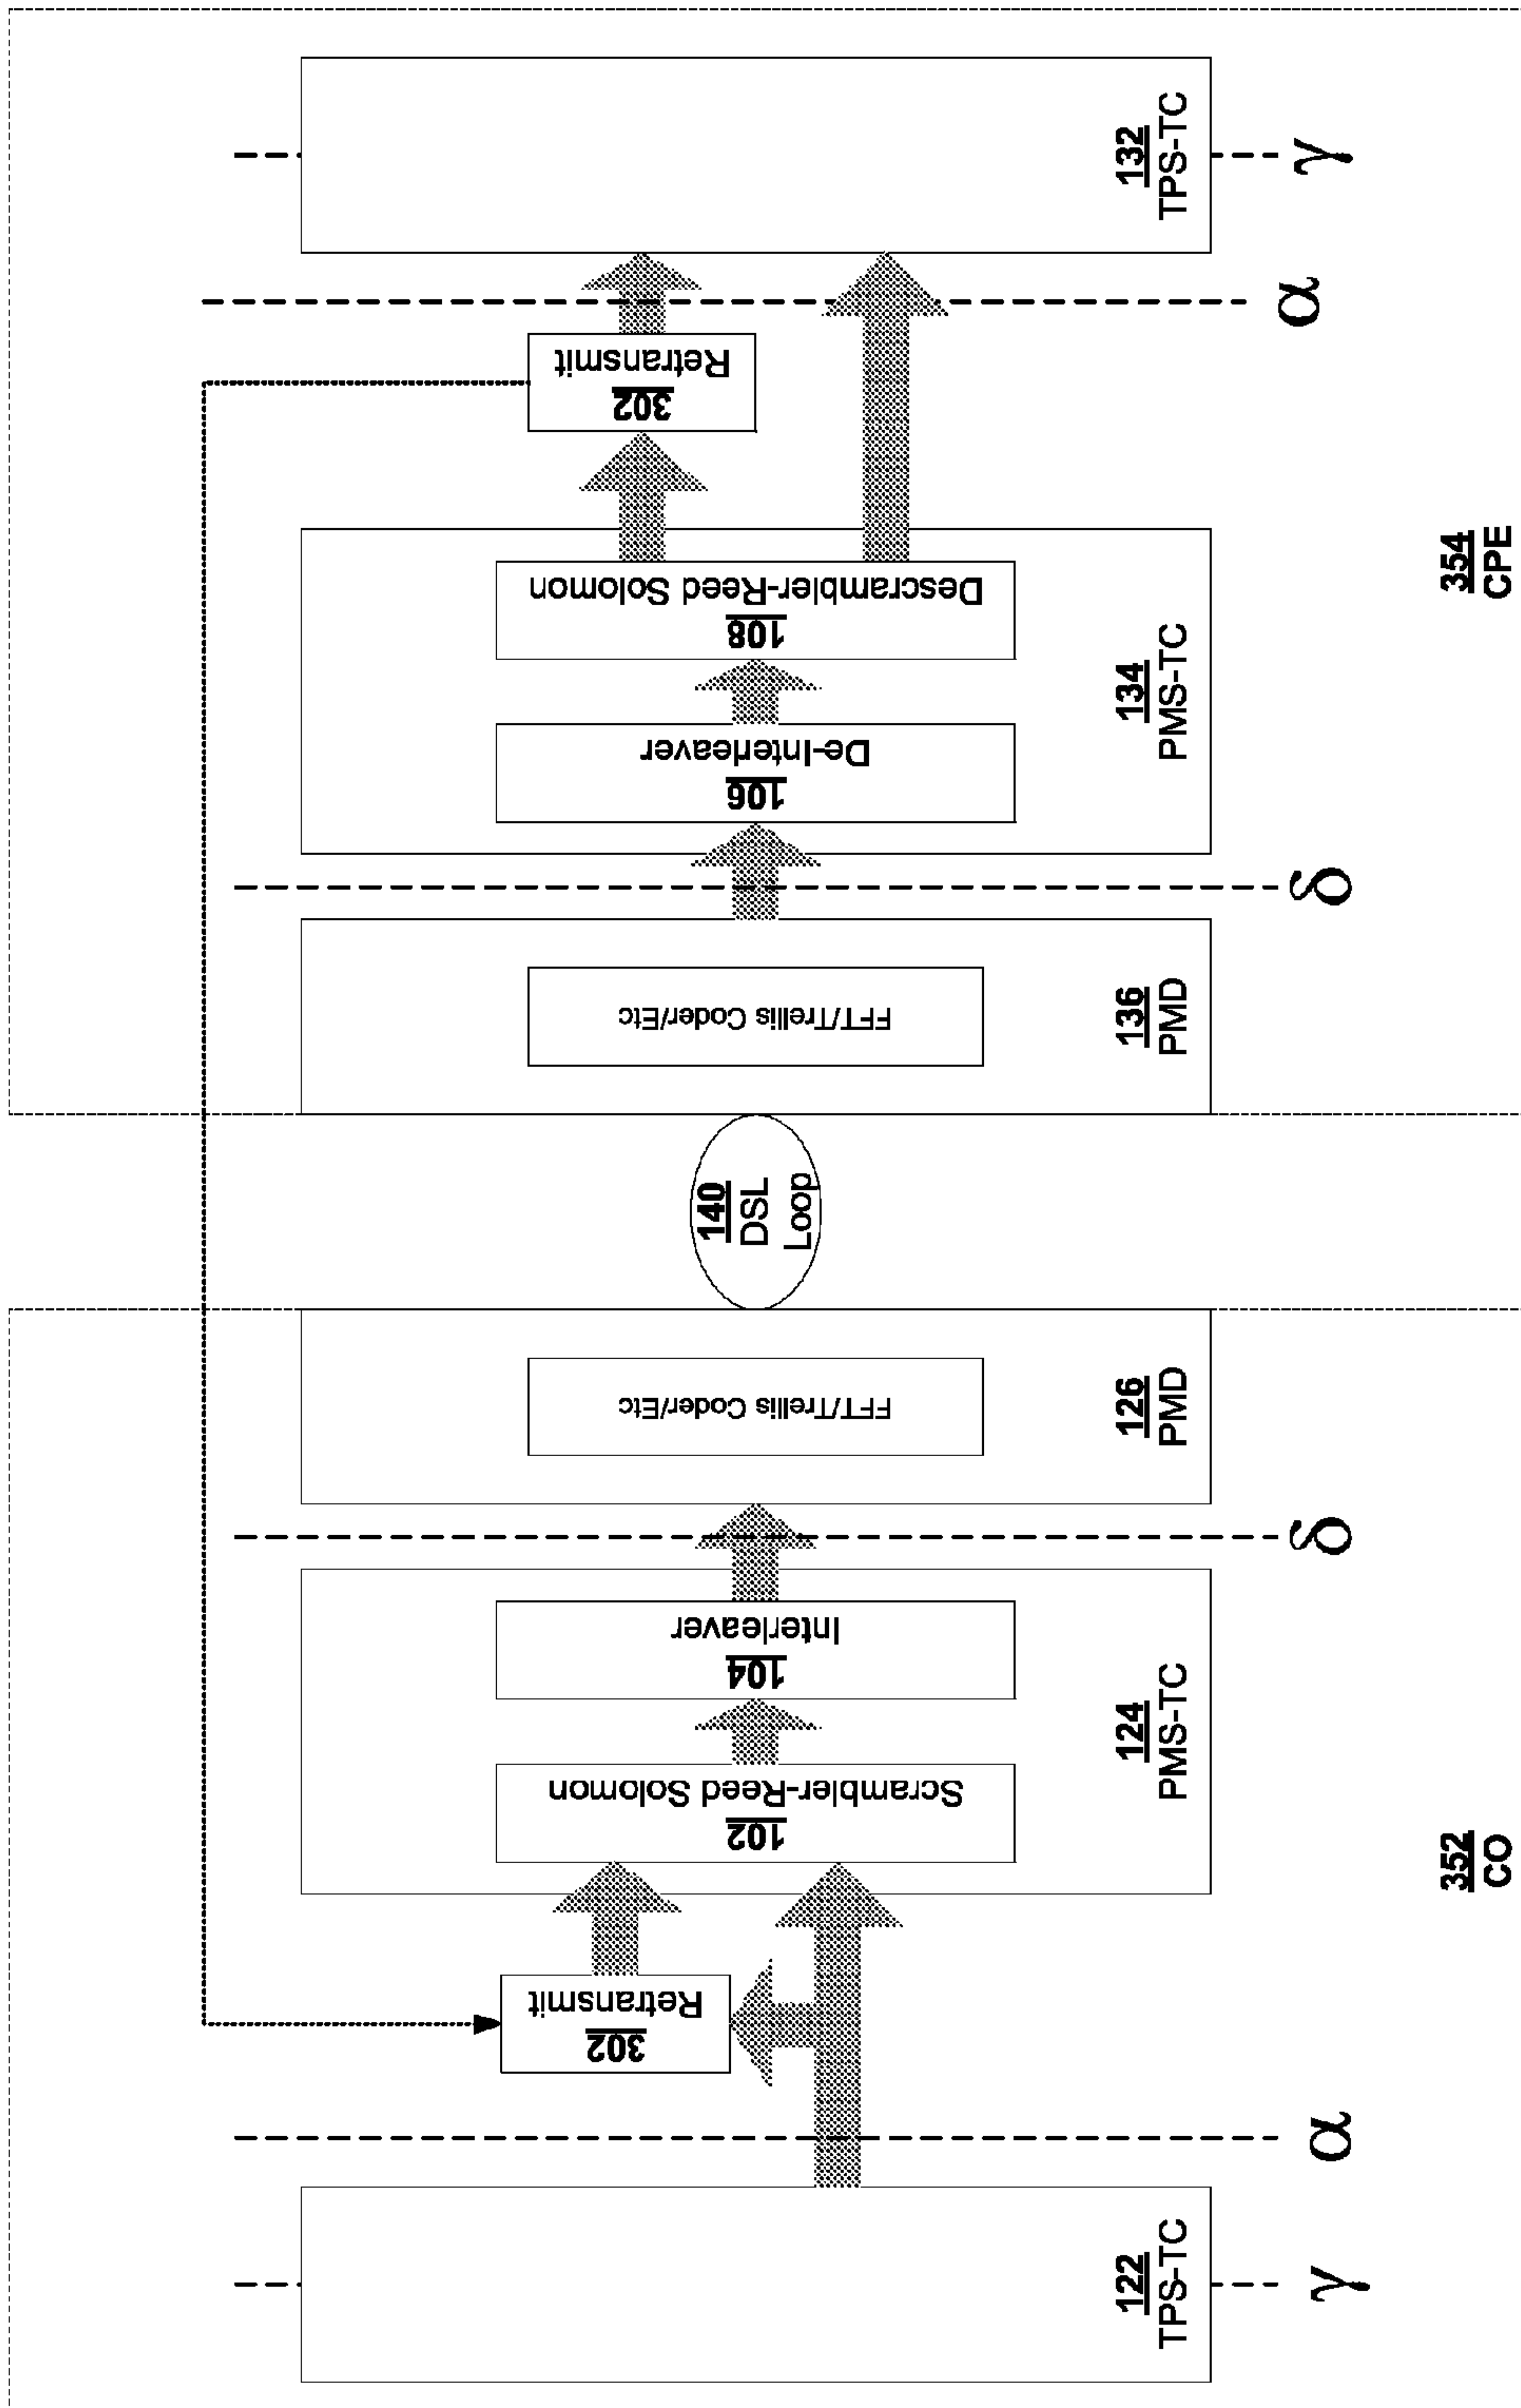 122
TPS-TC
γ
α
302
Retransmit
102
Scrambler-Reed Solomon
104
Interleaver
124
PMS-TC
352
CO
δ
FFT/Trellis Coder/Etc
126
PMD
140
DSL
Loop
FFT/Trellis Coder/Etc
136
PMD
δ
106
De-Interleaver
108
Descrambler-Reed Solomon
134
PMS-TC
354
CPE
302
Retransmit
α
132
TPS-TC
γ